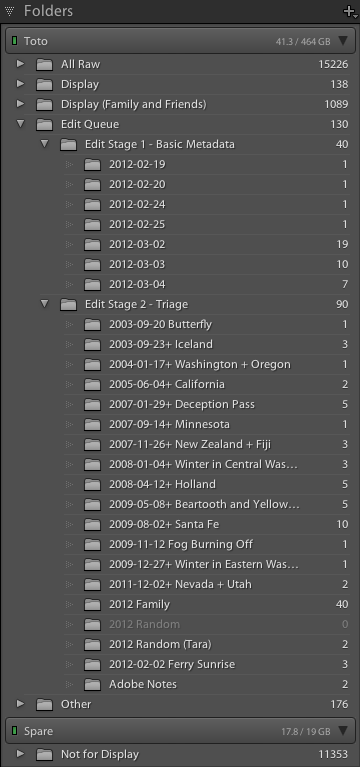 Folders
Toto 41.3 / 464 GB
All Raw 15226
Display 138
Display (Family and Friends) 1089
Edit Queue 130
Edit Stage 1 - Basic Metadata 40
2012-02-19 1
2012-02-20 1
2012-02-24 1
2012-02-25 1
2012-03-02 19
2012-03-03 10
2012-03-04 7
Edit Stage 2 - Triage 90
2003-09-20 Butterfly 1
2003-09-23+ Iceland 3
2004-01-17+ Washington + Oregon 1
2005-06-04+ California 2
2007-01-29+ Deception Pass 5
2007-09-14+ Minnesota 1
2007-11-26+ New Zealand + Fiji 3
2008-01-04+ Winter in Central Was... 3
2008-04-12+ Holland 5
2009-05-08+ Beartooth and Yellow... 5
2009-08-02+ Santa Fe 10
2009-11-12 Fog Burning Off 1
2009-12-27+ Winter in Eastern Was... 1
2011-12-02+ Nevada + Utah 2
2012 Family 40
2012 Random 0
2012 Random (Tara) 2
2012-02-02 Ferry Sunrise 3
Adobe Notes 2
Other 176
Spare 17.8 / 19 GB
Not for Display 11353